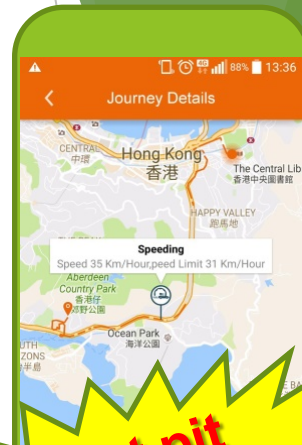 88% 13:36
Journey Details
CENTRAL
中環
Hong Kong
香港
The Central Lib
香港中央圖書館
HAPPY VALLEY
跑馬地
Speeding
Speed 35 Km/Hour,peed Limit 31 Km/Hour
Aberdeen
Country Park
香港仔
郊野公園
Ocean Park
海洋公園
UTH
ZONS
半島